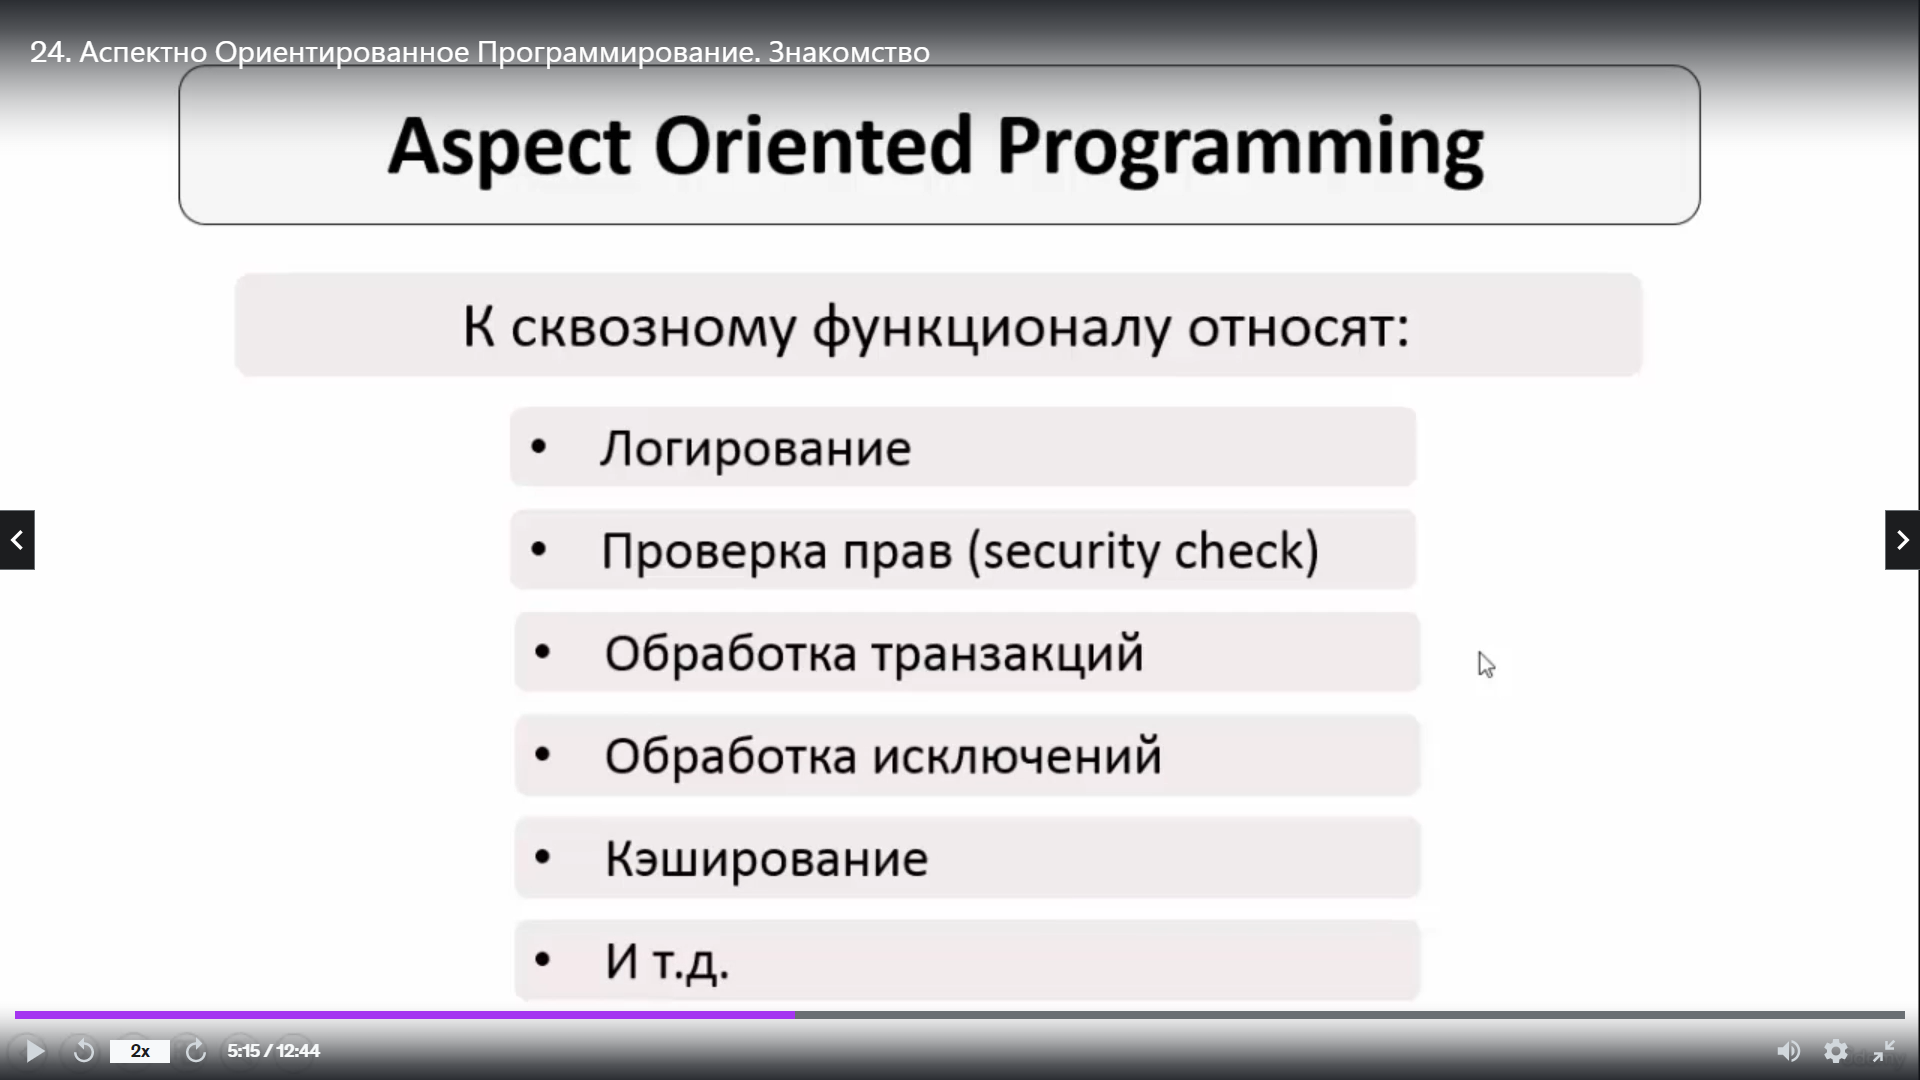 24. Аспектно Ориентированное Программирование. Знакомство
Aspect Oriented Programming
К сквозному функционалу относят:
• Логирование
• Проверка прав (security check)
• Обработка транзакций
• Обработка исключений
• Кэширование
• И т.д.
2x
5:15 / 12:44